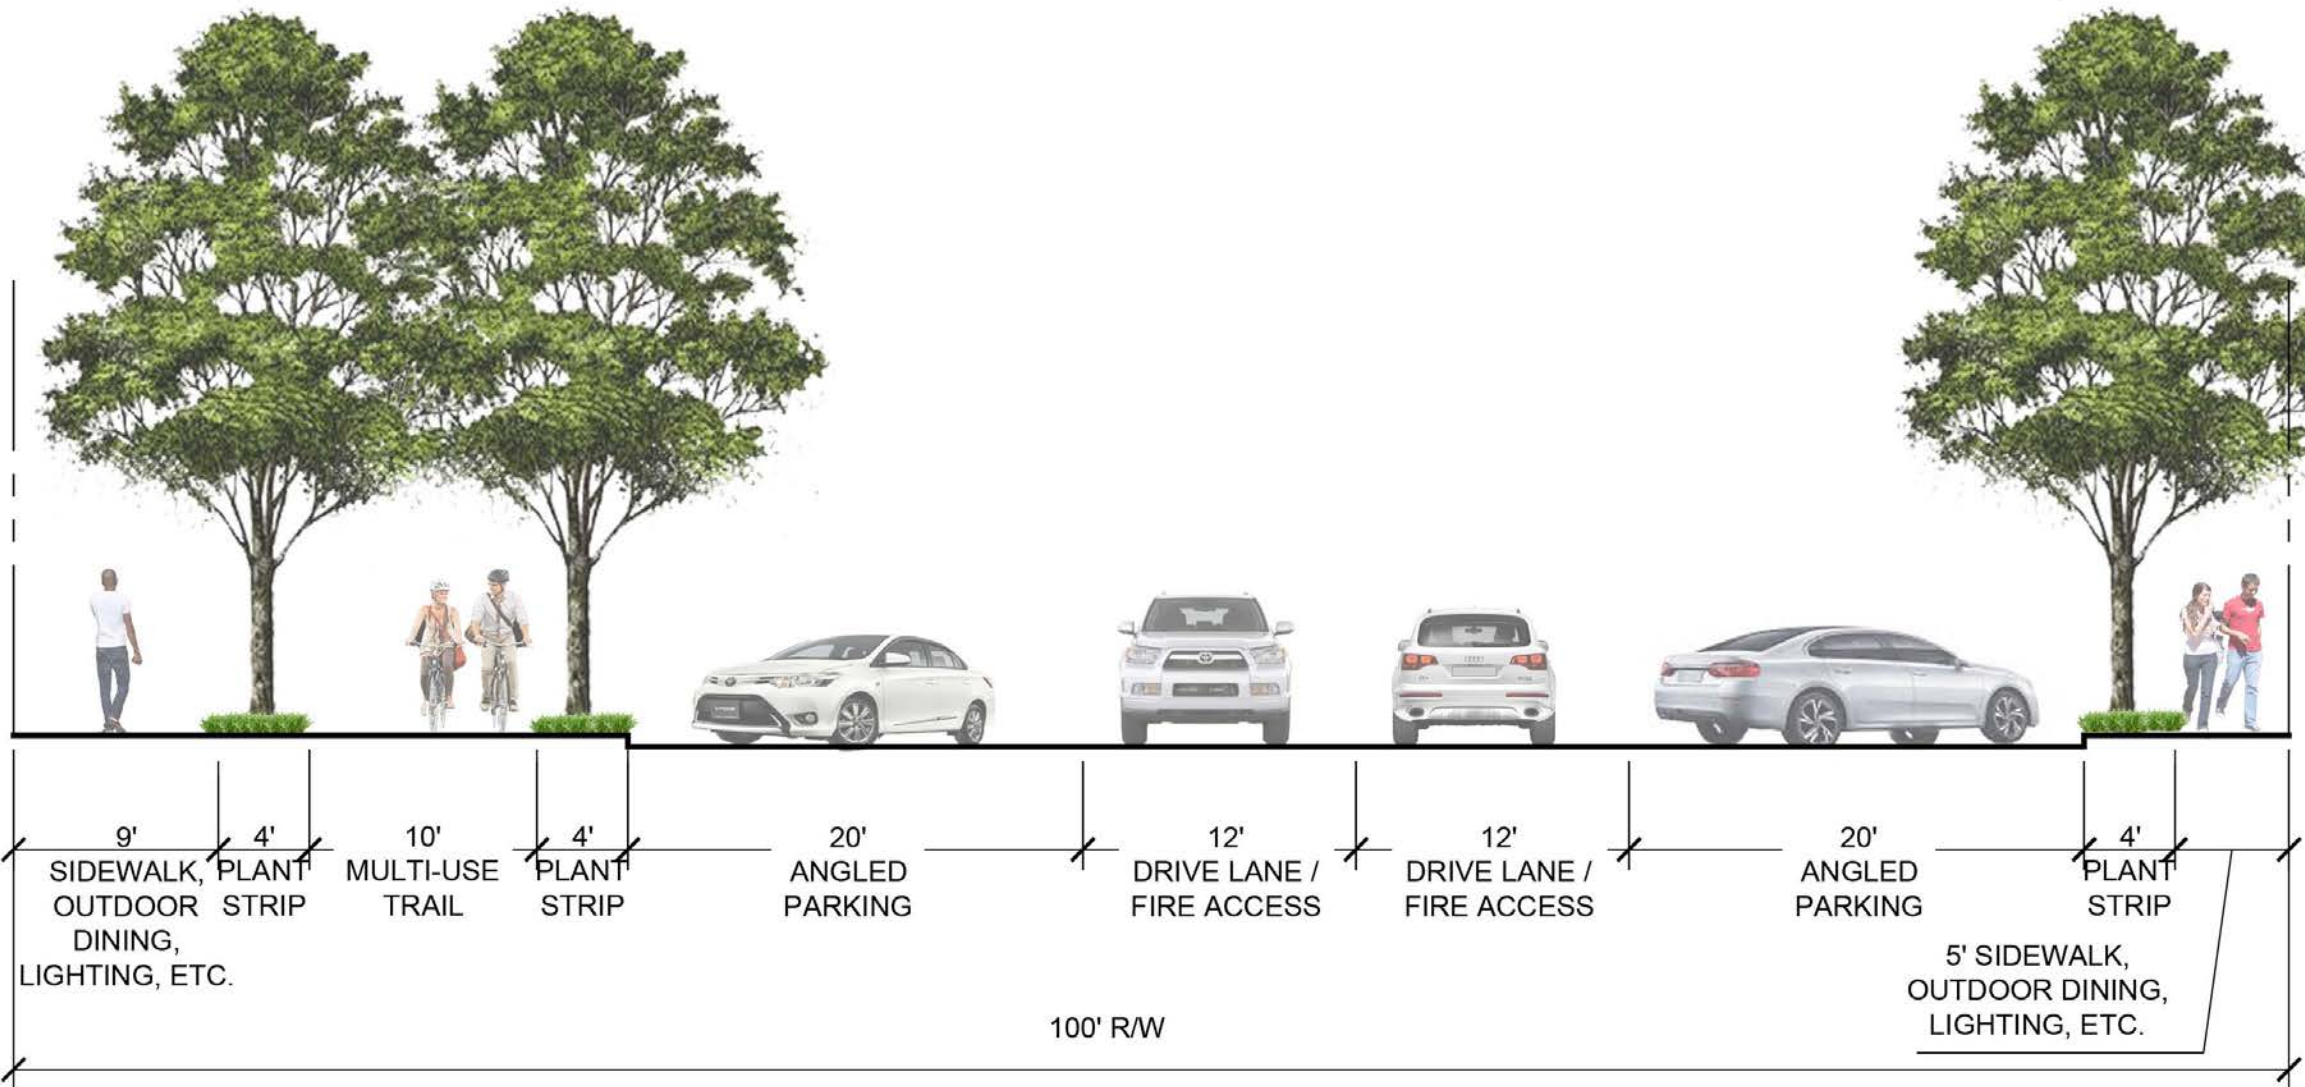 9'
SIDEWALK,
OUTDOOR
DINING,
LIGHTING, ETC.
4'
PLANT
STRIP
10'
MULTI-USE
TRAIL
4'
PLANT
STRIP
20'
ANGLED
PARKING
12'
DRIVE LANE /
FIRE ACCESS
12'
DRIVE LANE /
FIRE ACCESS
20'
ANGLED
PARKING
4'
PLANT
STRIP
5' SIDEWALK,
OUTDOOR DINING,
LIGHTING, ETC.
100' R/W